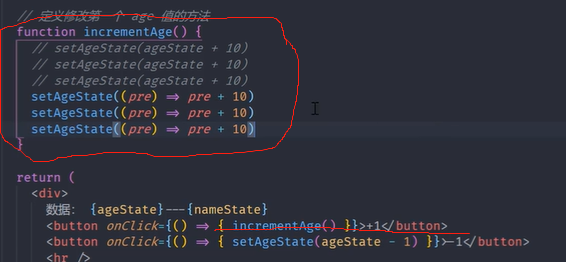 // 定义修改第一个 age 值的方法
function incrementAge() {
// setAgeState(ageState + 10)
// setAgeState(ageState + 10)
// setAgeState(ageState + 10)
setAgeState((pre) => pre + 10)
setAgeState((pre) => pre + 10)
setAgeState((pre) => pre + 10)
}
return (
<div>
数据: {ageState}---{nameState}
<button onClick={() => { incrementAge() }}>+1</button>
<button onClick={() => { setAgeState(ageState - 1) }}>-1</button>
<hr />